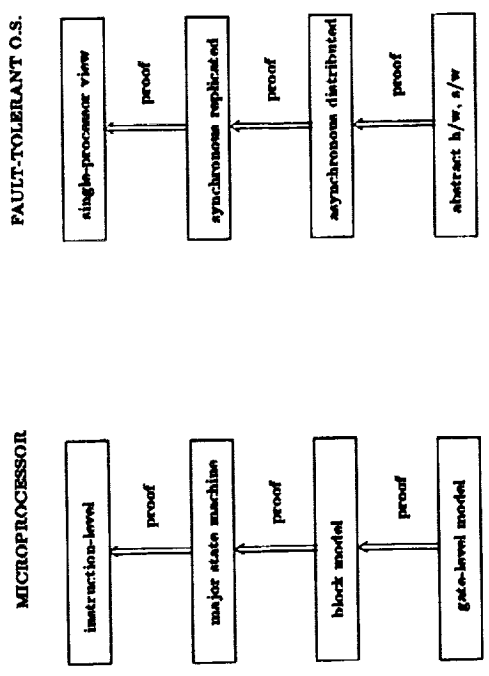 MICROPROCESSOR
instruction-level
proof
major state machine
proof
block model
proof
gate-level model
FAULT-TOLERANT O.S.
single-processor view
proof
synchronous replicated
proof
asynchronous distributed
proof
abstract h/w, s/w